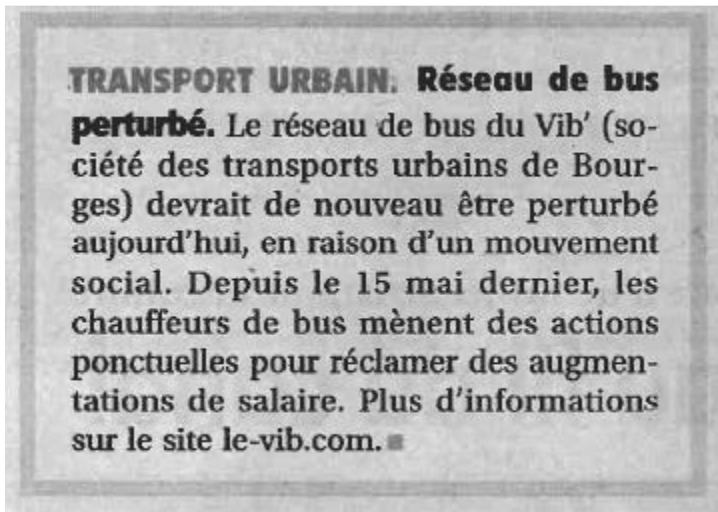 TRANSPORT URBAIN. Réseau de bus
perturbé. Le réseau de bus du Vib' (so-
ciété des transports urbains de Bour-
ges) devrait de nouveau être perturbé
aujourd'hui, en raison d'un mouvement
social. Depuis le 15 mai dernier, les
chauffeurs de bus mènent des actions
ponctuelles pour réclamer des augmen-
tations de salaire. Plus d'informations
sur le site le-vib.com.